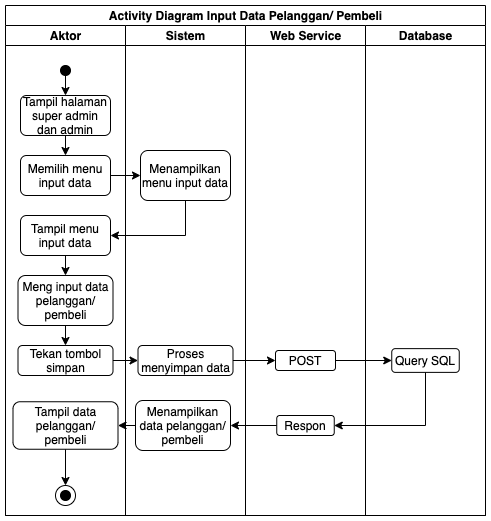 Activity Diagram Input Data Pelanggan/ Pembeli
Aktor
Sistem
Web Service
Database
Tampil halaman
super admin
dan admin
Memilih menu
input data
Menampilkan
menu input data
Tampil menu
input data
Meng input data
pelanggan/
pembeli
Tekan tombol
simpan
Proses
menyimpan data
POST
Query SQL
Tampil data
pelanggan/
pembeli
Menampilkan
data pelanggan/
pembeli
Respon